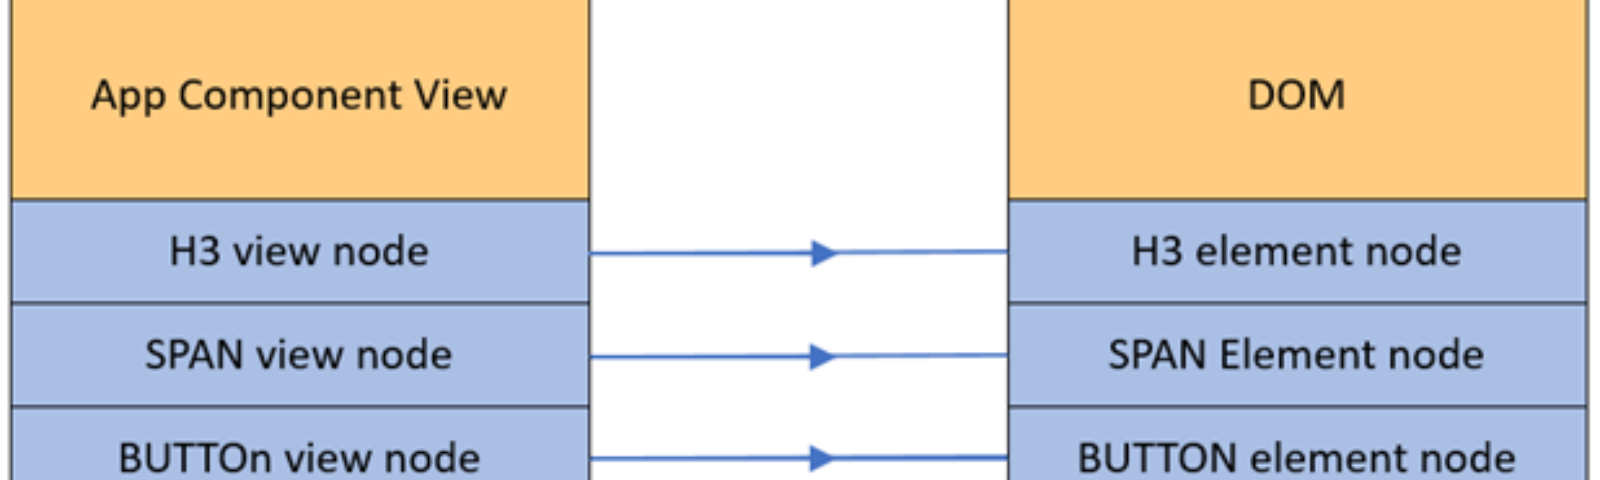 App Component View
DOM
H3 view node
H3 element node
SPAN view node
SPAN Element node
BUTTOn view node
BUTTON element node